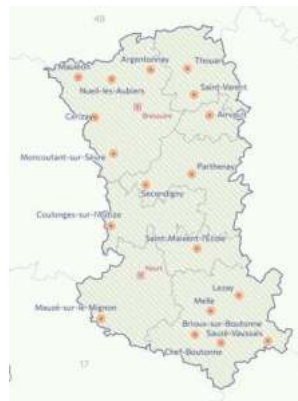 49
Argentonnay
Thouars
Mauléon
Nueil-les-Aubiers
Saint-Varent
Bressuire
Airvault
Cerizay
Moncoutant-sur-Sèvre
Parthenay
Secondigny
Coulonges-sur-l'Autize
Saint-Maixent-l'École
Niort
Lezay
Mauzé-sur-le-Mignon
Melle
Brioux-sur-Boutonne
Sauzé-Vaussais
Chef-Boutonne
17